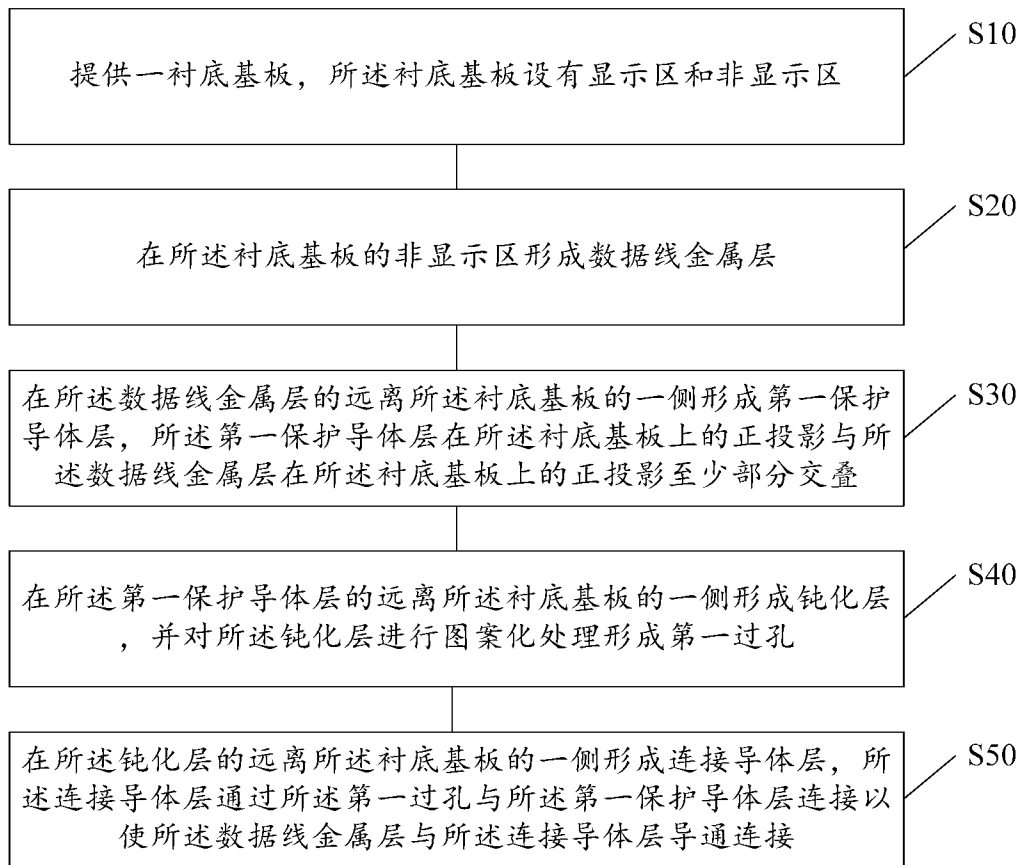 提供一衬底基板，所述衬底基板设有显示区和非显示区
S10
在所述衬底基板的非显示区形成数据线金属层
S20
在所述数据线金属层的远离所述衬底基板的一侧形成第一保护
导体层，所述第一保护导体层在所述衬底基板上的正投影与所
述数据线金属层在所述衬底基板上的正投影至少部分交叠
S30
在所述第一保护导体层的远离所述衬底基板的一侧形成钝化层
，并对所述钝化层进行图案化处理形成第一过孔
S40
在所述钝化层的远离所述衬底基板的一侧形成连接导体层，所
述连接导体层通过所述第一过孔与所述第一保护导体层连接以
使所述数据线金属层与所述连接导体层导通连接
S50